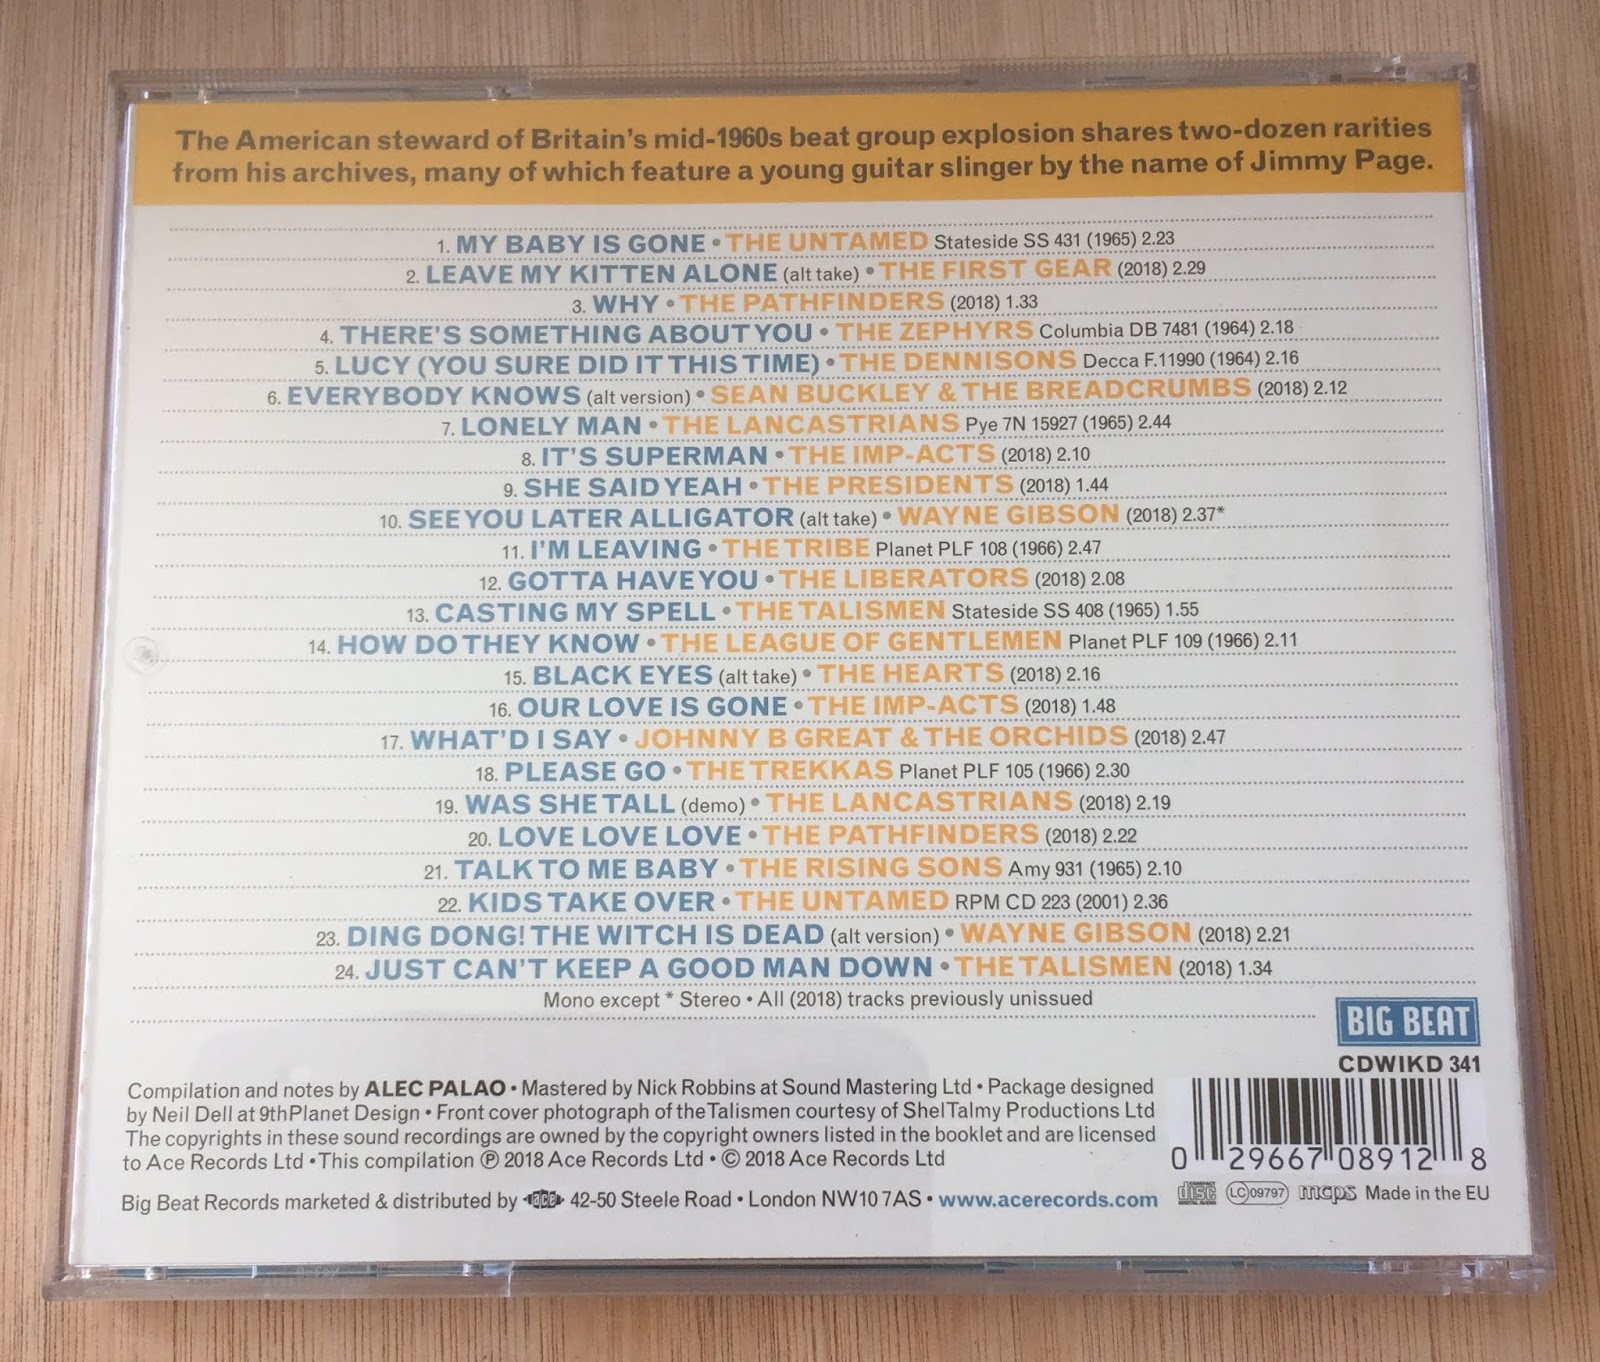 The American steward of Britain's mid-1960s beat group explosion shares two-dozen rarities
from his archives, many of which feature a young guitar slinger by the name of Jimmy Page.
1. MY BABY IS GONE • THE UNTAMED Stateside SS 431 (1965) 2.23
2. LEAVE MY KITTEN ALONE (alt take) • THE FIRST GEAR (2018) 2.29
3. WHY • THE PATHFINDERS (2018) 1.33
4. THERE'S SOMETHING ABOUT YOU • THE ZEPHYRS Columbia DB 7481 (1964) 2.18
5. LUCY (YOU SURE DID IT THIS TIME) • THE DENNISONS Decca F.11990 (1964) 2.16
6. EVERYBODY KNOWS (alt version) • SEAN BUCKLEY & THE BREADCRUMBS (2018) 2.12
7. LONELY MAN • THE LANCASTRIANS Pye 7N 15927 (1965) 2.44
8. IT'S SUPERMAN • THE IMP-ACTS (2018) 2.10
9. SHE SAID YEAH • THE PRESIDENTS (2018) 1.44
10. SEE YOU LATER ALLIGATOR (alt take) • WAYNE GIBSON (2018) 2.37*
11. I'M LEAVING • THE TRIBE Planet PLF 108 (1966) 2.47
12. GOTTA HAVE YOU • THE LIBERATORS (2018) 2.08
13. CASTING MY SPELL • THE TALISMEN Stateside SS 408 (1965) 1.55
14. HOW DO THEY KNOW • THE LEAGUE OF GENTLEMEN Planet PLF 109 (1966) 2.11
15. BLACK EYES (alt take) • THE HEARTS (2018) 2.16
16. OUR LOVE IS GONE • THE IMP-ACTS (2018) 1.48
17. WHAT'D I SAY • JOHNNY B GREAT & THE ORCHIDS (2018) 2.47
18. PLEASE GO • THE TREKKAS Planet PLF 105 (1966) 2.30
19. WAS SHE TALL (demo) • THE LANCASTRIANS (2018) 2.19
20. LOVE LOVE LOVE • THE PATHFINDERS (2018) 2.22
21. TALK TO ME BABY • THE RISING SONS Amy 931 (1965) 2.10
22. KIDS TAKE OVER • THE UNTAMED RPM CD 223 (2001) 2.36
23. DING DONG! THE WITCH IS DEAD (alt version) • WAYNE GIBSON (2018) 2.21
24. JUST CAN'T KEEP A GOOD MAN DOWN • THE TALISMEN (2018) 1.34
Mono except * Stereo • All (2018) tracks previously unissued
BIG BEAT
CDWIKD 341
Compilation and notes by ALEC PALAO • Mastered by Nick Robbins at Sound Mastering Ltd • Package designed
by Neil Dell at 9thPlanet Design • Front cover photograph of the Talismen courtesy of Shel Talmy Productions Ltd
The copyrights in these sound recordings are owned by the copyright owners listed in the booklet and are licensed
to Ace Records Ltd • This compilation ℗ 2018 Ace Records Ltd • © 2018 Ace Records Ltd
0 29667 08912 8
Big Beat Records marketed & distributed by ace 42-50 Steele Road • London NW10 7AS • www.acerecords.com
COMPACT disc DIGITAL AUDIO LC 09797 mcps Made in the EU